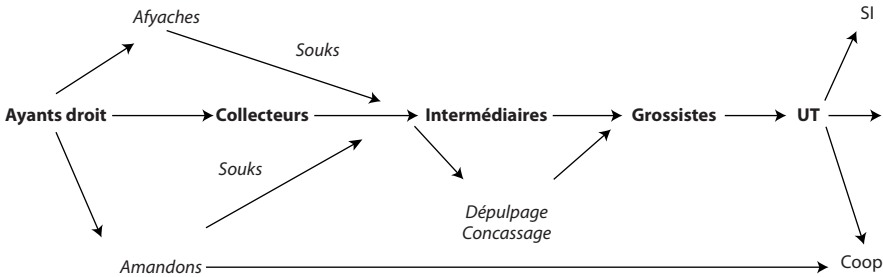 Afyaches
SI
Souks
Ayants droit Collecteurs Intermédiaires Grossistes UT
Souks
Dépulpage
Concassage
Amandons
Coop